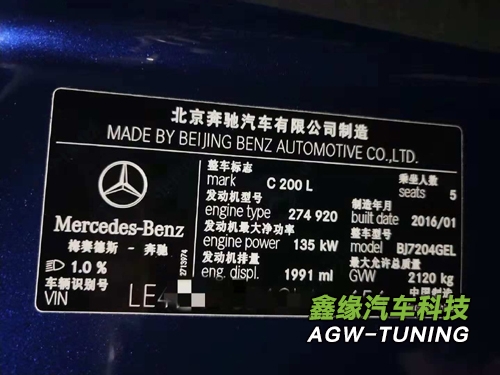 北京奔驰汽车有限公司制造
MADE BY BEIJING BENZ AUTOMOTIVE CO.,LTD.
整车标志 乘坐人数
mark C 200 L seats 5
发动机型号 制造年月
engine type 274 920 built date 2016/01
发动机最大净功率 整车型号
engine power 135 kW model BJ7204GEL
发动机排量 最大允许总质量
eng. displ. 1991 ml GVW 2120 kg
Mercedes-Benz
梅赛德斯-奔驰
1.0 %
2713974
车辆识别号
VIN LE4
中国制造
鑫缘汽车科技
AGW-TUNING